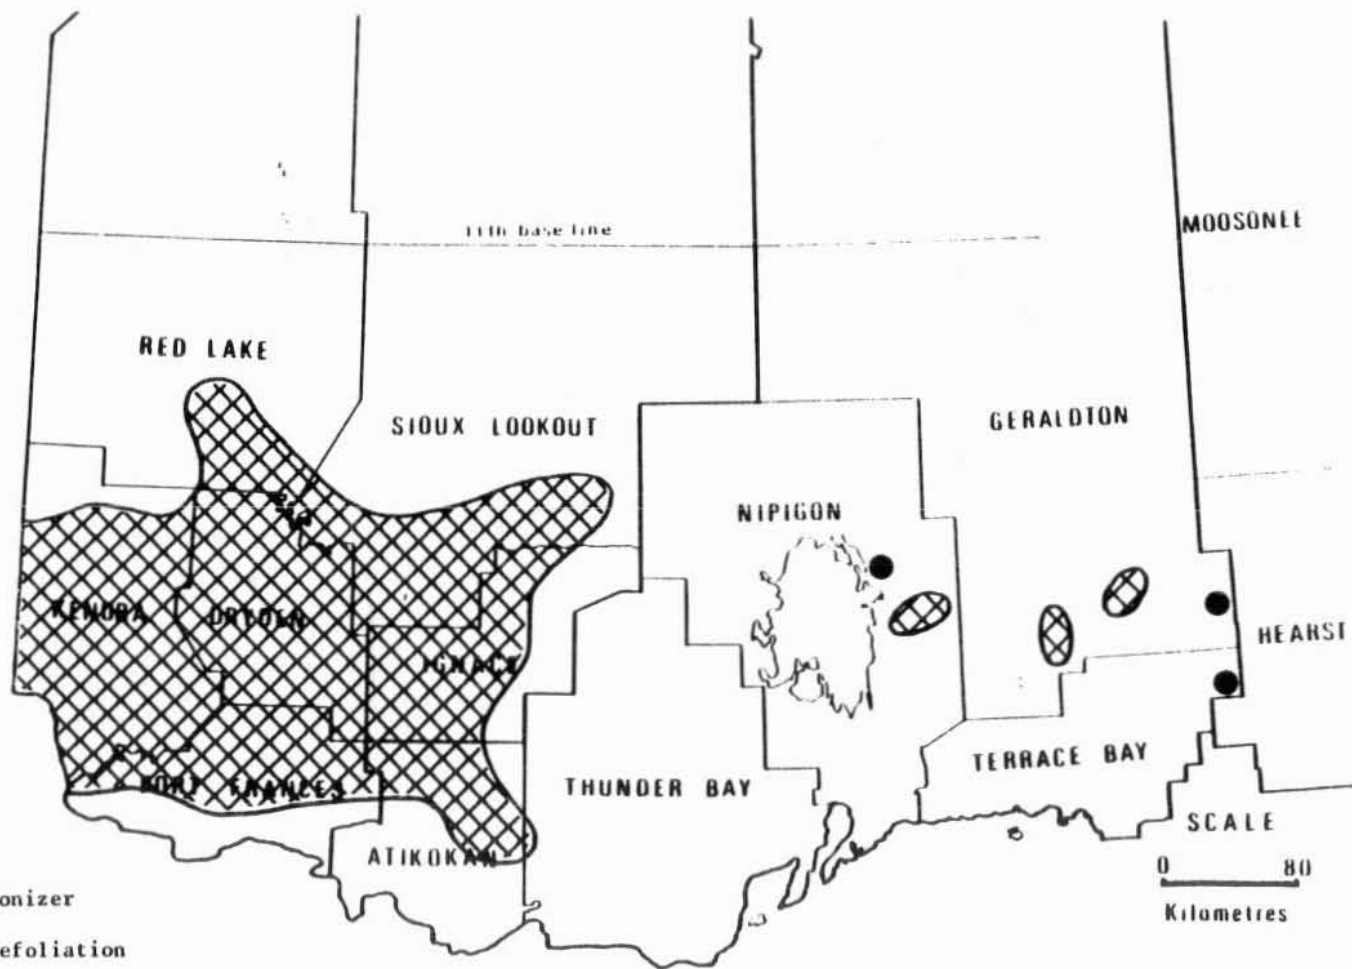 11th base line
MOOSONEE
RED LAKE
SIOUX LOOKOUT
GERALDTON
NIPIGON
KENORA
DRYDEN
IGNACE
HEARST
FORT FRANCES
THUNDER BAY
TERRACE BAY
ATIKOKAN
SCALE
0 80
Kilometres
onizer
efoliation